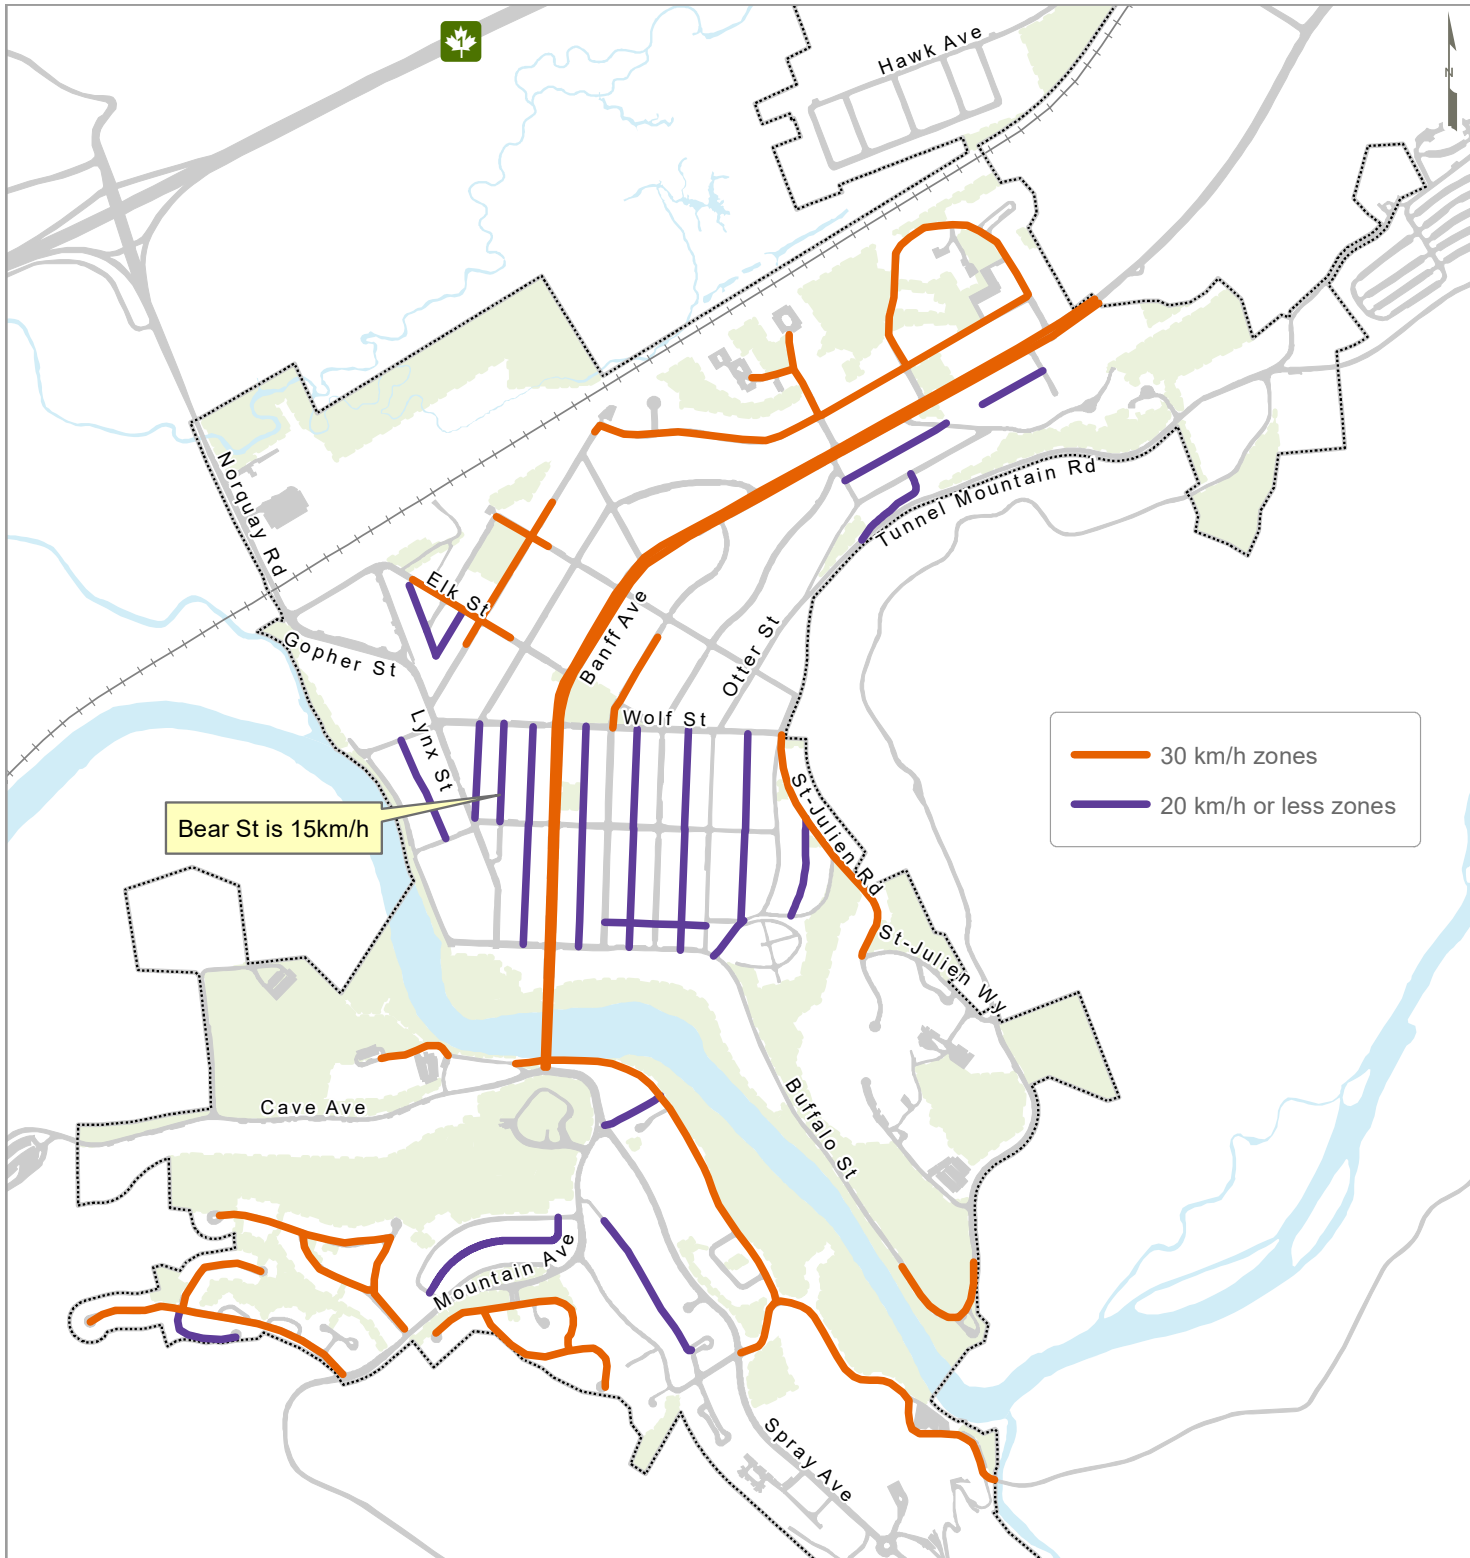 1
Hawk Ave
N
Norquay Rd
Tunnel Mountain Rd
Elk St
Banff Ave
Gopher St
Otter St
Lynx St
Wolf St
30 km/h zones
20 km/h or less zones
Bear St is 15km/h
St-Julien Rd
St-Julien Wy
Cave Ave
Buffalo St
Mountain Ave
Spray Ave